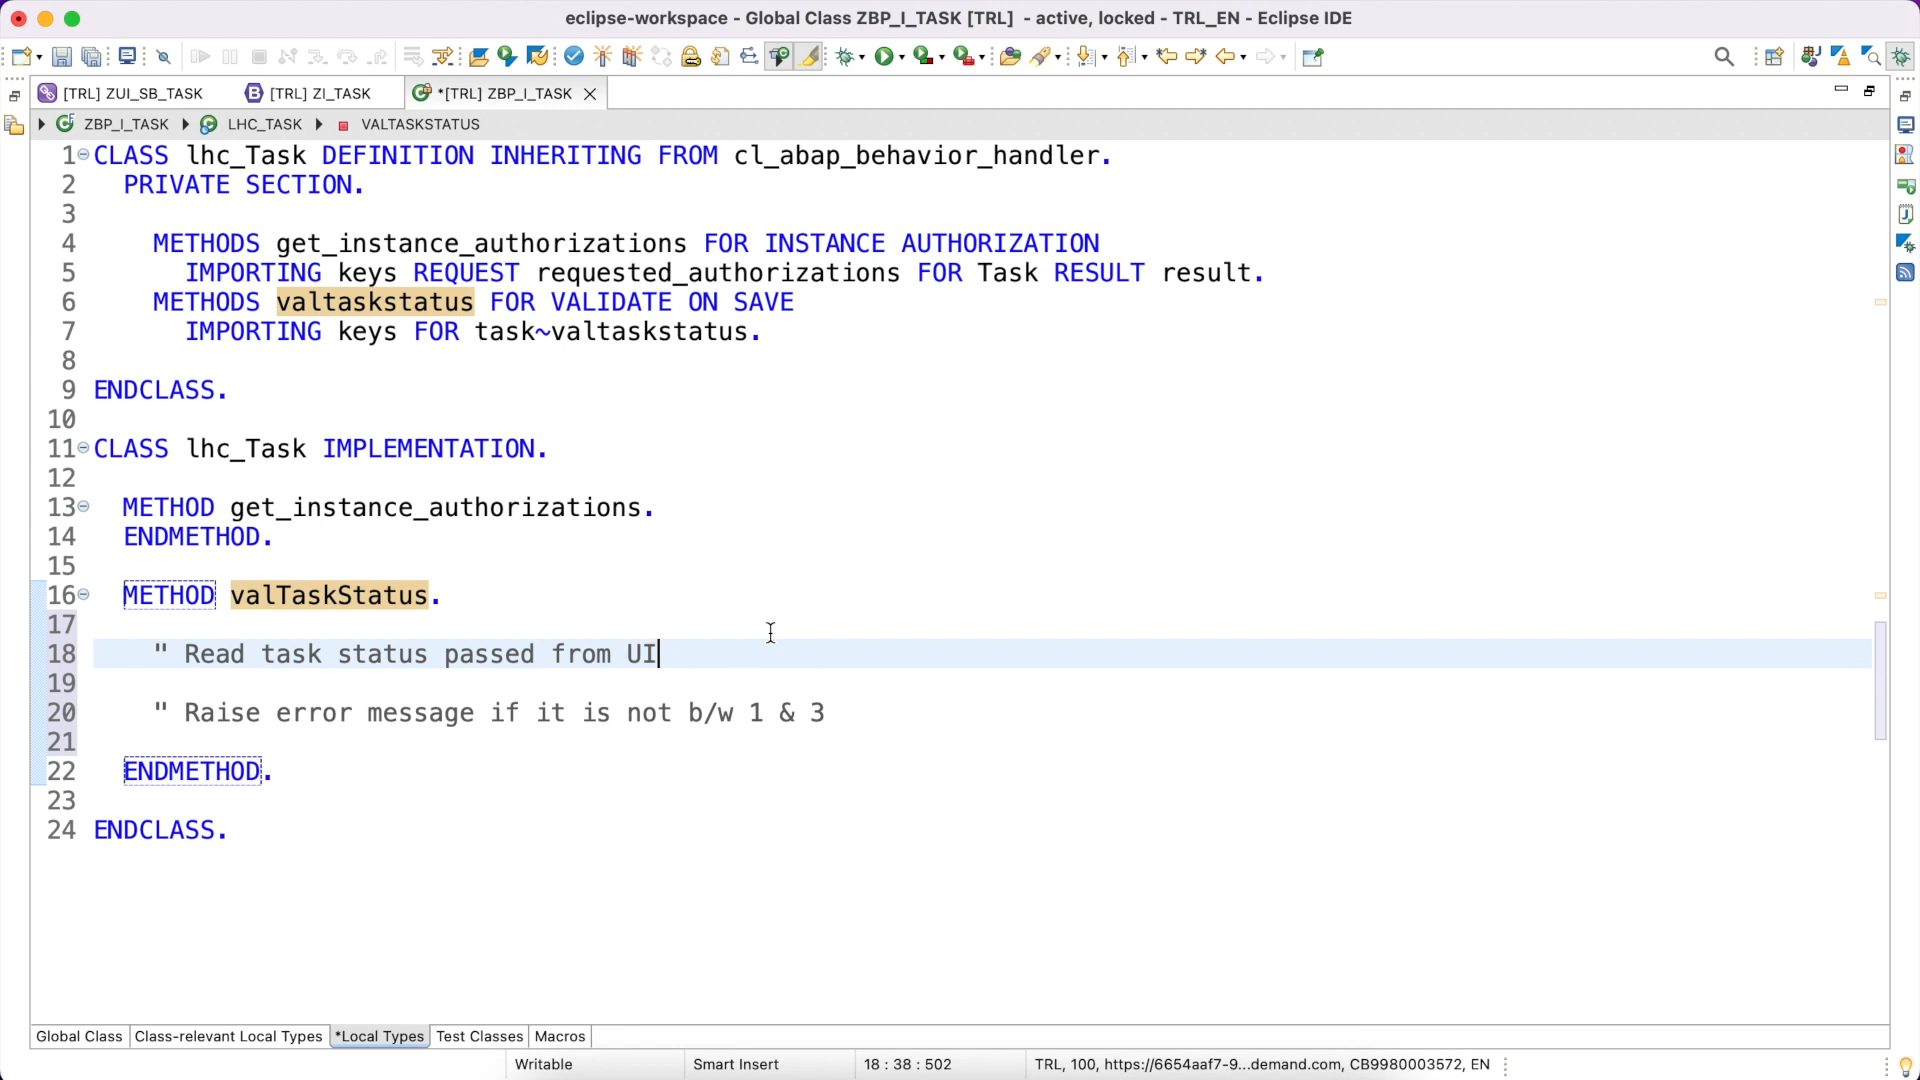 eclipse-workspace - Global Class ZBP_I_TASK [TRL]  - active, locked - TRL_EN - Eclipse IDE
[TRL] ZUI_SB_TASK
[TRL] ZI_TASK
*[TRL] ZBP_I_TASK
ZBP_I_TASK
LHC_TASK
VALTASKSTATUS
1 CLASS lhc_Task DEFINITION INHERITING FROM cl_abap_behavior_handler.
2   PRIVATE SECTION.
3
4     METHODS get_instance_authorizations FOR INSTANCE AUTHORIZATION
5       IMPORTING keys REQUEST requested_authorizations FOR Task RESULT result.
6     METHODS valtaskstatus FOR VALIDATE ON SAVE
7       IMPORTING keys FOR task~valtaskstatus.
8
9 ENDCLASS.
10
11 CLASS lhc_Task IMPLEMENTATION.
12
13   METHOD get_instance_authorizations.
14   ENDMETHOD.
15
16   METHOD valTaskStatus.
17
18     " Read task status passed from UI
19
20     " Raise error message if it is not b/w 1 & 3
21
22   ENDMETHOD.
23
24 ENDCLASS.
Global Class
Class-relevant Local Types
*Local Types
Test Classes
Macros
Writable
Smart Insert
18 : 38 : 502
TRL, 100, https://6654aaf7-9...demand.com, CB9980003572, EN